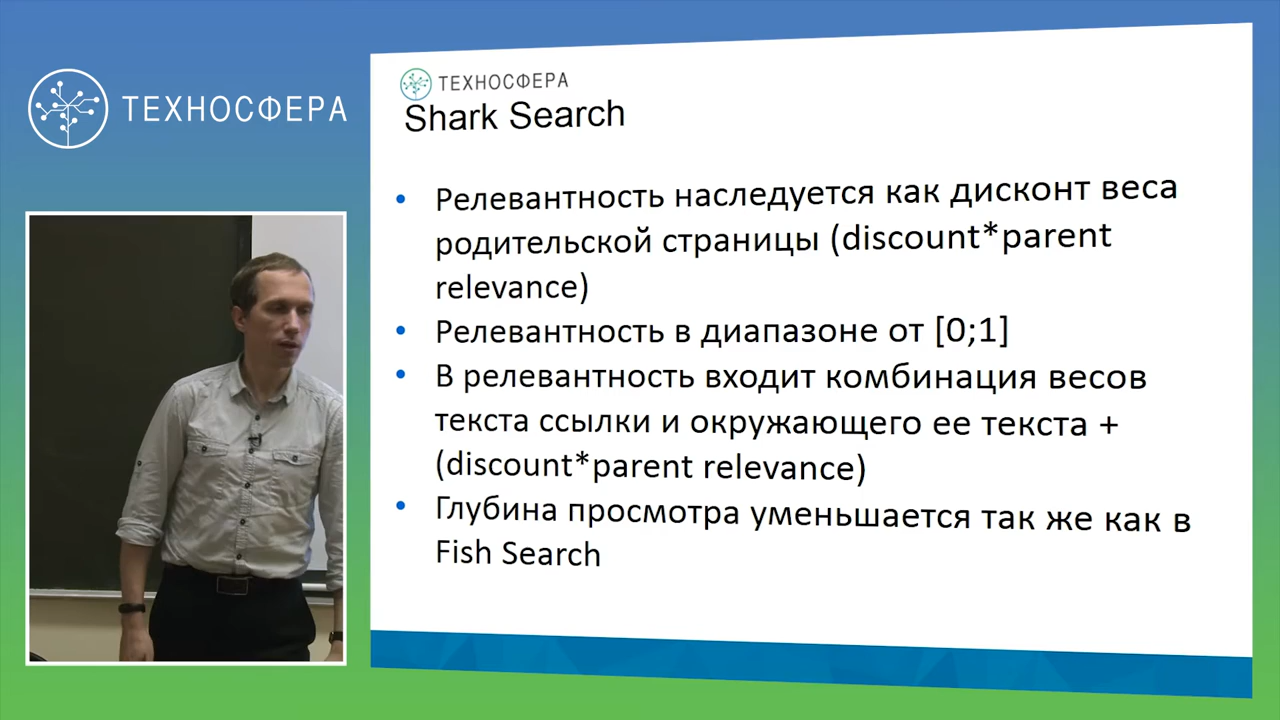 ТЕХНОСФЕРА
ТЕХНОСФЕРА
Shark Search
• Релевантность наследуется как дисконт веса
родительской страницы (discount*parent
relevance)
• Релевантность в диапазоне от [0;1]
• В релевантность входит комбинация весов
текста ссылки и окружающего ее текста +
(discount*parent relevance)
• Глубина просмотра уменьшается так же как в
Fish Search